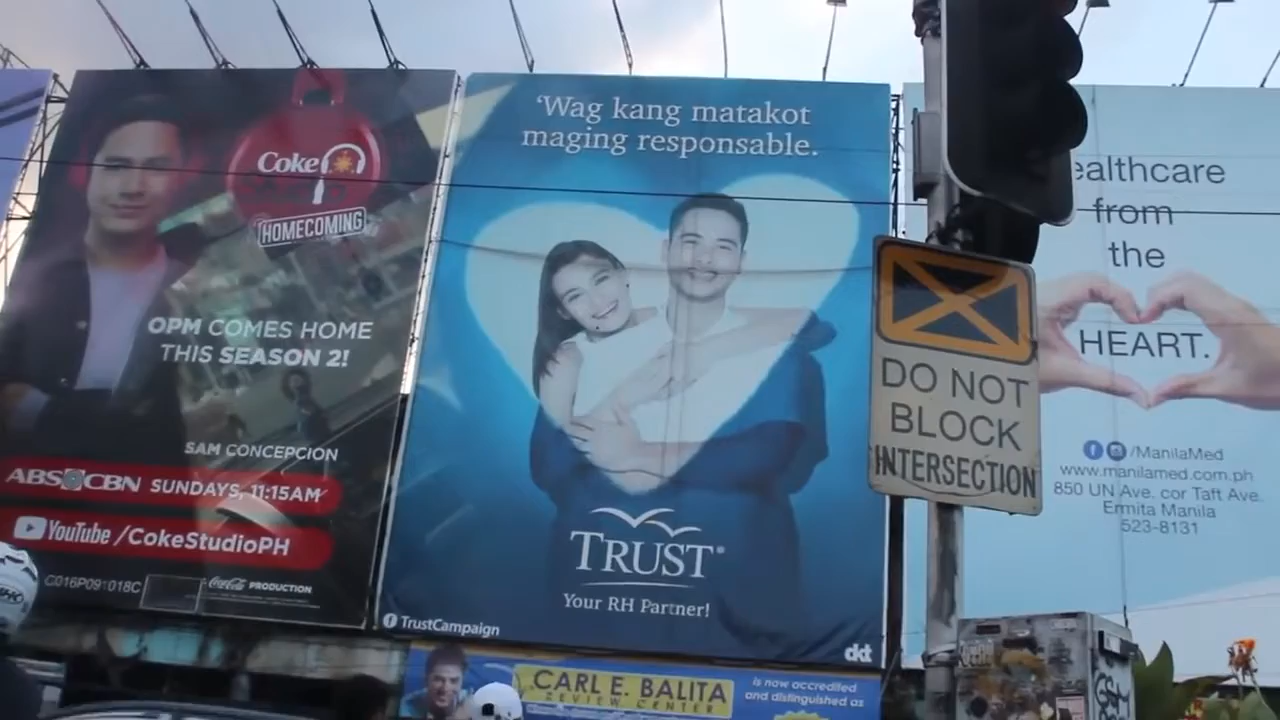 Coke
HOMECOMING
OPM COMES HOME
THIS SEASON 2!
SAM CONCEPCION
ABS CBN SUNDAYS, 11:15AM
YouTube /CokeStudioPH
Coca-Cola PRODUCTION
'Wag kang matakot
maging responsable.
TRUST®
Your RH Partner!
f TrustCampaign
dkt
CARL E. BALITA
REVIEW CENTER
is now accredited
and distinguished as
DO NOT
BLOCK
INTERSECTION
ealthcare
from
the
HEART.
/ManilaMed
www.manilamed.com.ph
850 UN Ave. cor Taft Ave.
Ermita Manila
523-8131